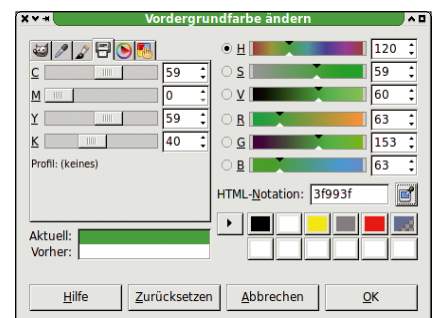 Vordergrundfarbe ändern
C 59
M 0
Y 59
K 40
Profil: (keines)
Aktuell:
Vorher:
H 120
S 59
V 60
R 63
G 153
B 63
HTML-Notation: 3f993f
Hilfe Zurücksetzen Abbrechen OK